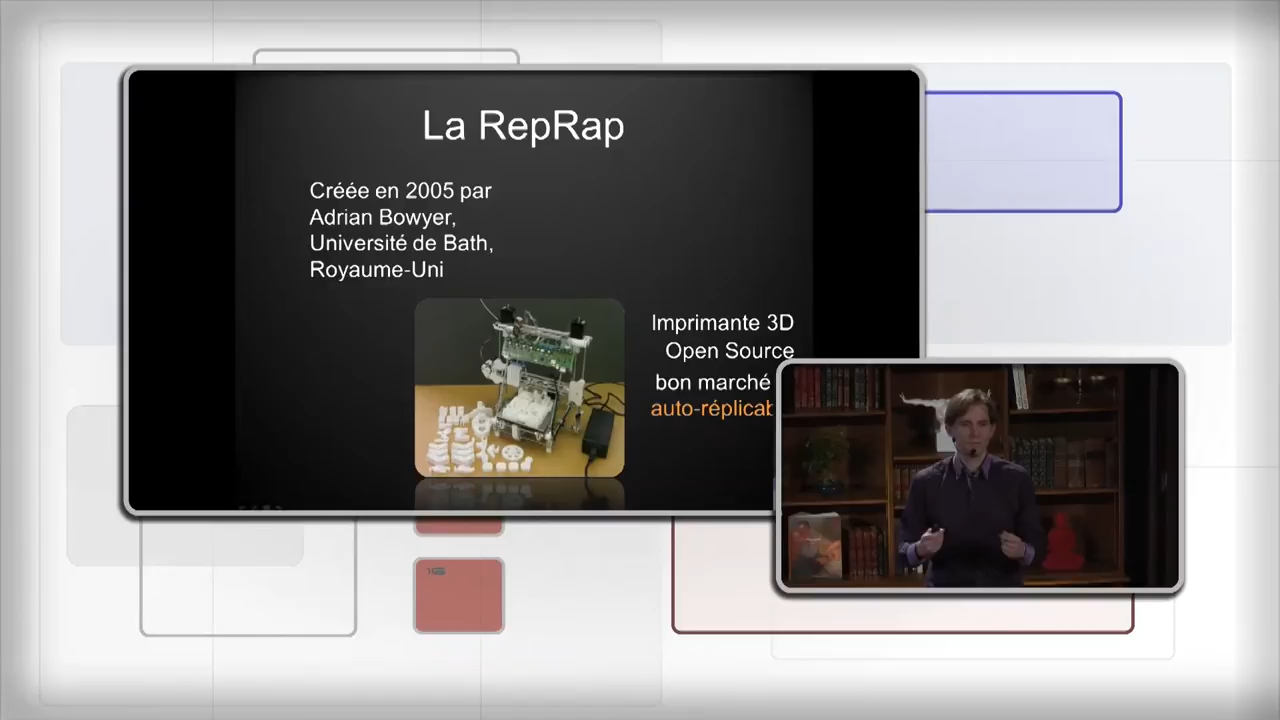 La RepRap
Créée en 2005 par
Adrian Bowyer,
Université de Bath,
Royaume-Uni
Imprimante 3D
Open Source
bon marché